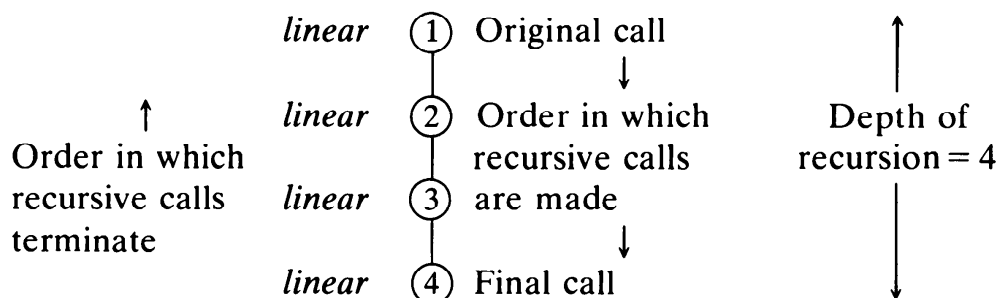 linear 1 Original call
↓
↑ linear 2 Order in which Depth of
Order in which recursive calls recursion = 4
recursive calls linear 3 are made
terminate ↓
linear 4 Final call